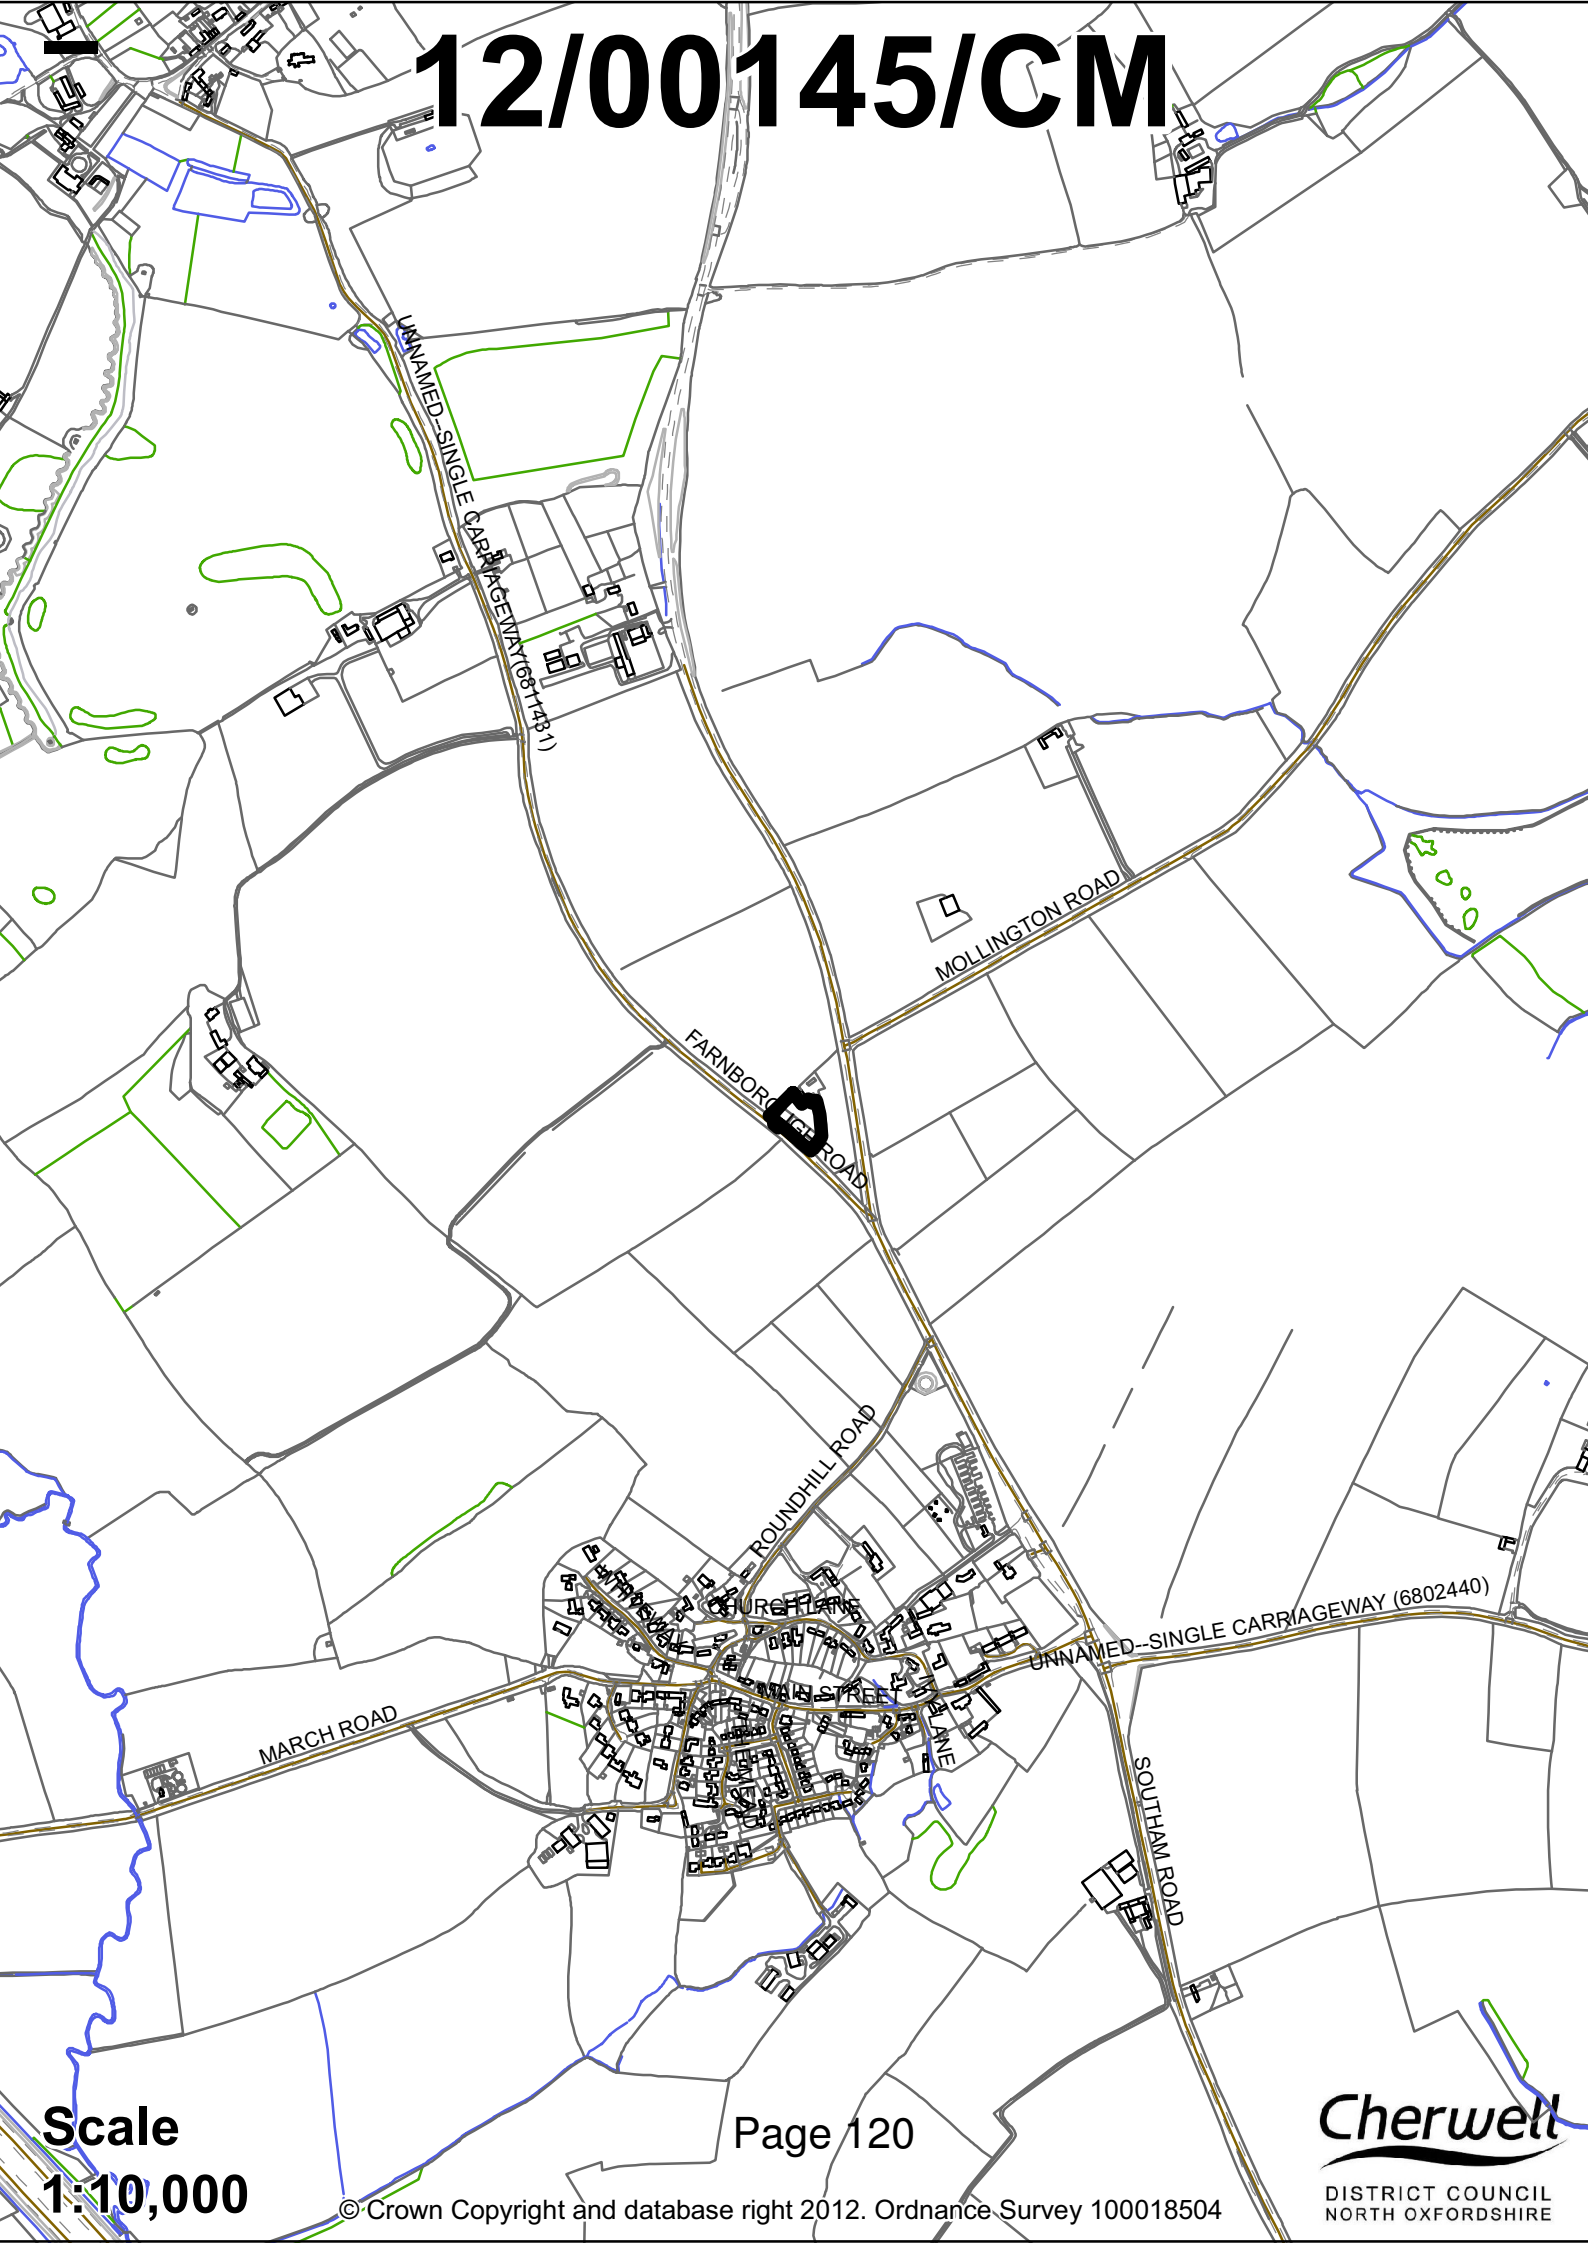 12/00145/CM
UNNAMED--SINGLE CARRIAGEWAY(6811431)
MOLLINGTON ROAD
ROAD
ROUNDHILL ROAD
CHURCH LANE
UNNAMED--SINGLE CARRIAGEWAY (6802440)
MAIN STREET
LANE
MARCH ROAD
SOUTHAM ROAD
Scale
1:10,000
Page 120
© Crown Copyright and database right 2012. Ordnance Survey 100018504
Cherwell
DISTRICT COUNCIL
NORTH OXFORDSHIRE